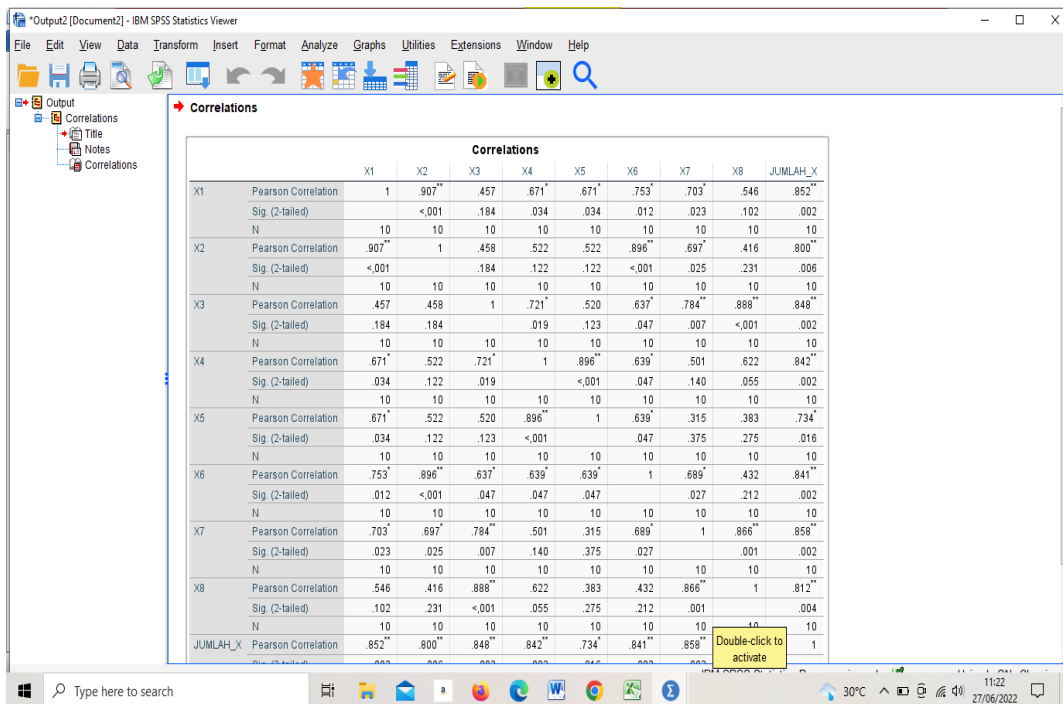 *Output2 [Document2] - IBM SPSS Statistics Viewer
File Edit View Data Transform Insert Format Analyze Graphs Utilities Extensions Window Help
Output
Correlations
Title
Notes
Correlations
Correlations
Correlations
X1 X2 X3 X4 X5 X6 X7 X8 JUMLAH_X
X1 Pearson Correlation 1 .907** .457 .671* .671* .753* .703* .546 .852**
Sig. (2-tailed) <,001 .184 .034 .034 .012 .023 .102 .002
N 10 10 10 10 10 10 10 10 10
X2 Pearson Correlation .907** 1 .458 .522 .522 .896** .697* .416 .800**
Sig. (2-tailed) <,001 .184 .122 .122 <,001 .025 .231 .006
N 10 10 10 10 10 10 10 10 10
X3 Pearson Correlation .457 .458 1 .721* .520 .637* .784** .888** .848**
Sig. (2-tailed) .184 .184 .019 .123 .047 .007 <,001 .002
N 10 10 10 10 10 10 10 10 10
X4 Pearson Correlation .671* .522 .721* 1 .896** .639* .501 .622 .842**
Sig. (2-tailed) .034 .122 .019 <,001 .047 .140 .055 .002
N 10 10 10 10 10 10 10 10 10
X5 Pearson Correlation .671* .522 .520 .896** 1 .639* .315 .383 .734*
Sig. (2-tailed) .034 .122 .123 <,001 .047 .375 .275 .016
N 10 10 10 10 10 10 10 10 10
X6 Pearson Correlation .753* .896** .637* .639* .639* 1 .689* .432 .841**
Sig. (2-tailed) .012 <,001 .047 .047 .047 .027 .212 .002
N 10 10 10 10 10 10 10 10 10
X7 Pearson Correlation .703* .697* .784** .501 .315 .689* 1 .866** .858
Sig. (2-tailed) .023 .025 .007 .140 .375 .027 .001 .002
N 10 10 10 10 10 10 10 10 10
X8 Pearson Correlation .546 .416 .888** .622 .383 .432 .866** 1 .812**
Sig. (2-tailed) .102 .231 <,001 .055 .275 .212 .001 .004
N 10 10 10 10 10 10 10 10 10
JUMLAH_X Pearson Correlation .852** .800** .848** .842** .734* .841** .858** 1
Double-click to
activate
Type here to search
30°C
11:22
27/06/2022